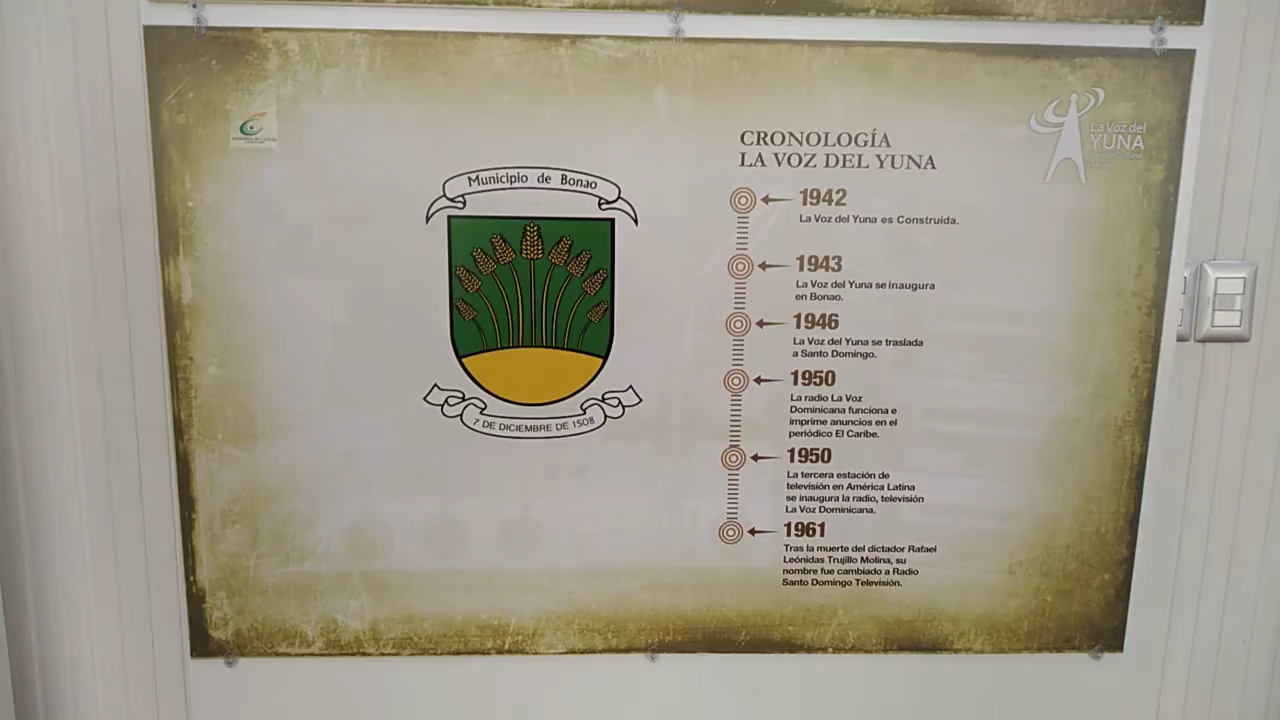 Municipio de Bonao
7 DE DICIEMBRE DE 1508
CRONOLOGÍA
LA VOZ DEL YUNA
1942
La Voz del Yuna es Construida.
1943
La Voz del Yuna se inaugura
en Bonao.
1946
La Voz del Yuna se traslada
a Santo Domingo.
1950
La radio La Voz
Dominicana funciona e
imprime anuncios en el
periódico El Caribe.
1950
La tercera estación de
televisión en América Latina
se inaugura la radio, televisión
La Voz Dominicana.
1961
Tras la muerte del dictador Rafael
Leónidas Trujillo Molina, su
nombre fue cambiado a Radio
Santo Domingo Televisión.
La Voz del
YUNA